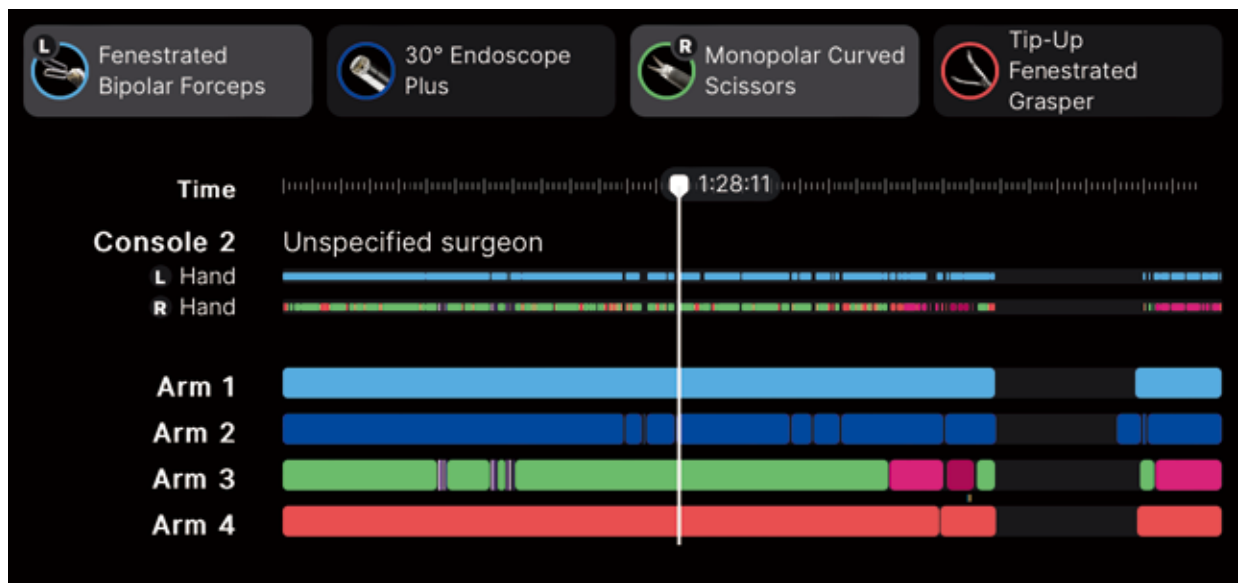 L
Fenestrated
Bipolar Forceps
30° Endoscope
Plus
R
Monopolar Curved
Scissors
Tip-Up
Fenestrated
Grasper
Time
1:28:11
Console 2 Unspecified surgeon
L Hand
R Hand
Arm 1
Arm 2
Arm 3
Arm 4